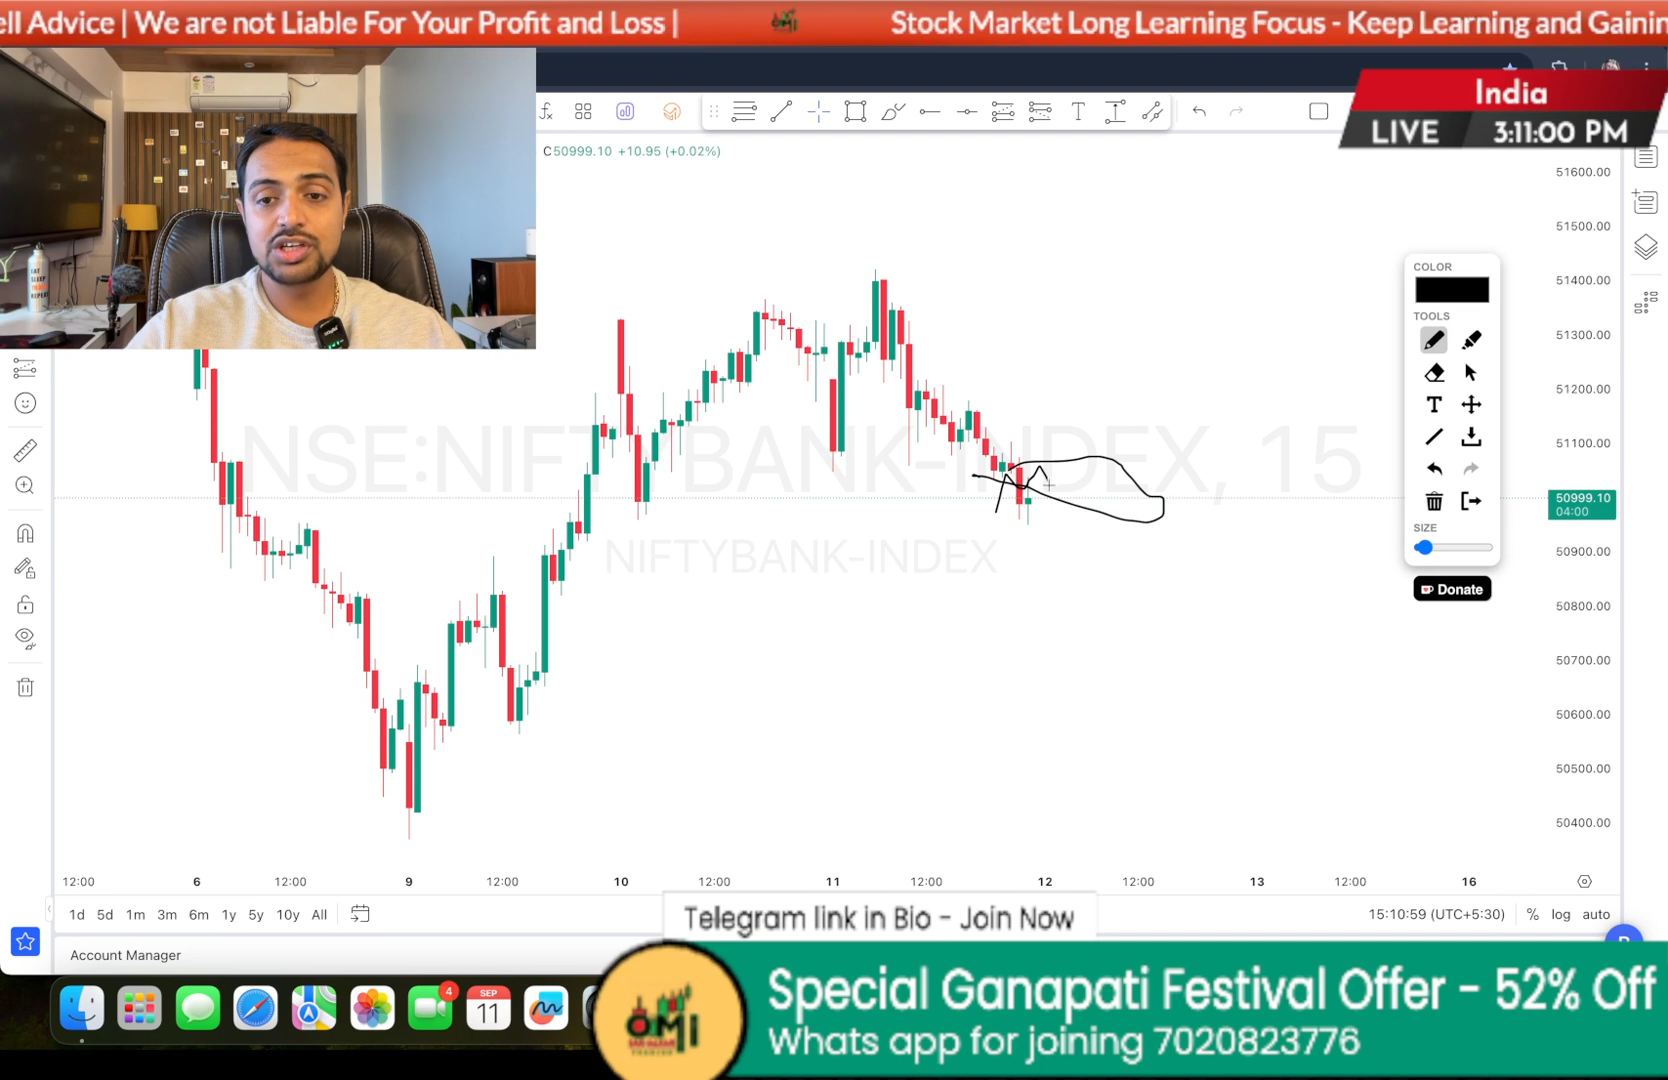 ell Advice | We are not Liable For Your Profit and Loss |
Stock Market Long Learning Focus - Keep Learning and Gainin
India
LIVE 3:11:00 PM
C50999.10 +10.95 (+0.02%)
NSE:NIFTYBANK-INDEX, 15
NIFTYBANK-INDEX
51600.00
51500.00
51400.00
51300.00
51200.00
51100.00
50999.10
04:00
50900.00
50800.00
50700.00
50600.00
50500.00
50400.00
COLOR
TOOLS
SIZE
Donate
EAT
SLEEP
REPEAT
12:00 6 12:00 9 12:00 10 12:00 11 12:00 12 12:00 13 12:00 16
1d 5d 1m 3m 6m 1y 5y 10y All
15:10:59 (UTC+5:30) % log auto
Account Manager
Telegram link in Bio - Join Now
4
SEP
11
OMi
Special Ganapati Festival Offer - 52% Off
Whats app for joining 7020823776